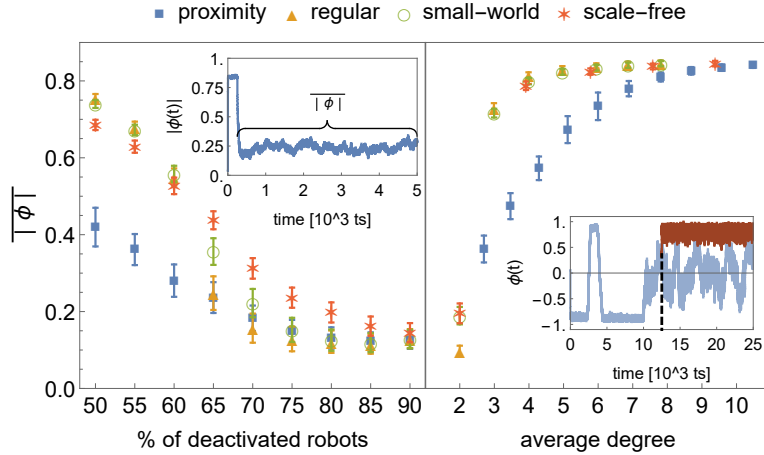 proximity regular small-world scale-free
|ϕ|
0.8
0.6
0.4
0.2
0.0
50 55 60 65 70 75 80 85 90
% of deactivated robots
|ϕ(t)|
1.
0.75
0.5
0.25
0
0 1 2 3 4 5
time [10^3 ts]
|ϕ|
2 3 4 5 6 7 8 9 10
average degree
ϕ(t)
1.
0.5
0.
-0.5
-1.
0 5 10 15 20 25
time [10^3 ts]